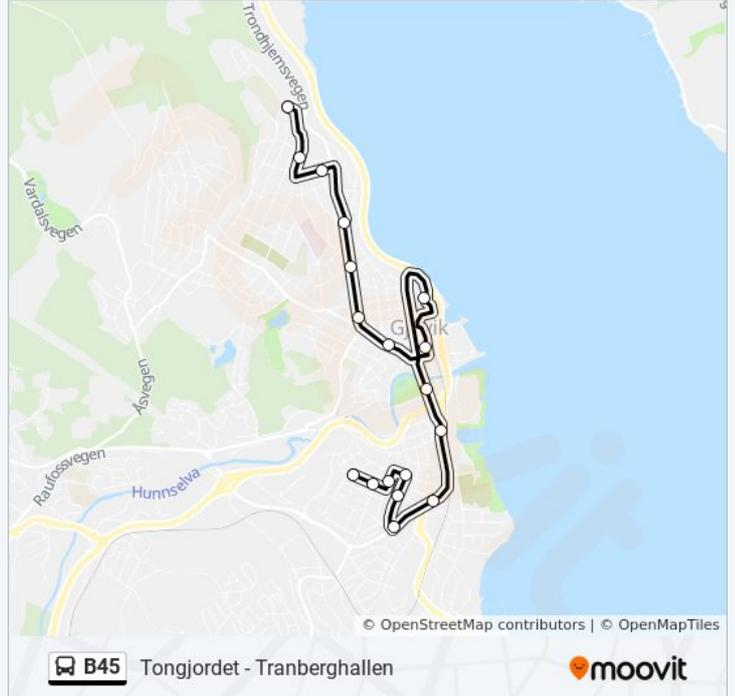 Trondhjemsvegen
Vardalsvegen
Åsvegen
Raufossvegen
Hunnselva
© OpenStreetMap contributors | © OpenMapTiles
B45 Tongjordet - Tranberghallen
moovit